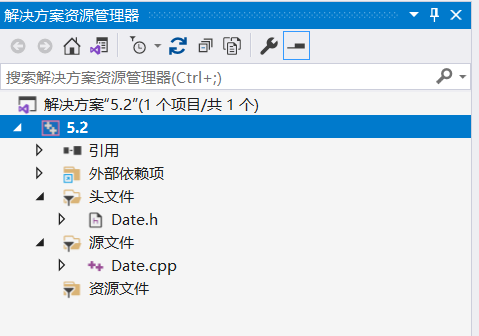 解决方案资源管理器
搜索解决方案资源管理器(Ctrl+;)
解决方案"5.2"(1 个项目/共 1 个)
5.2
引用
外部依赖项
头文件
Date.h
源文件
Date.cpp
资源文件